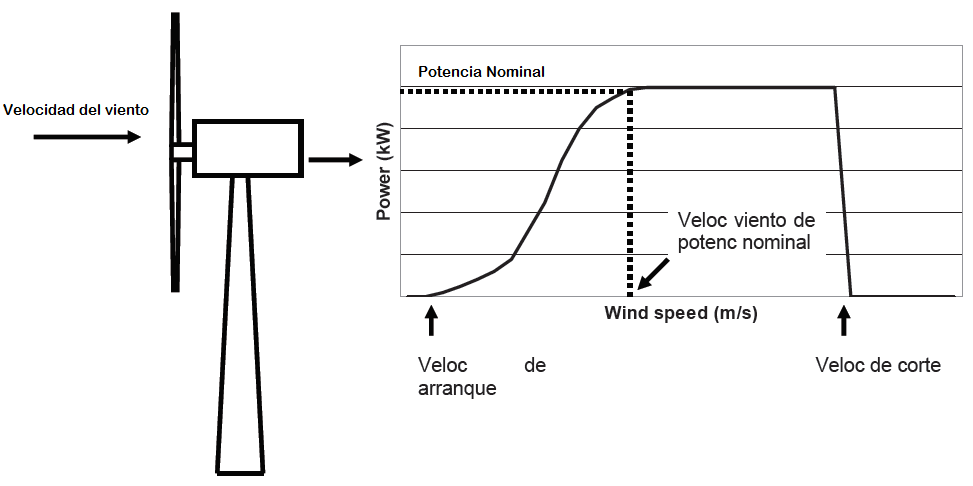 Velocidad del viento
Potencia Nominal
Power (kW)
Veloc viento de
potenc nominal
Wind speed (m/s)
Veloc de
arranque
Veloc de corte